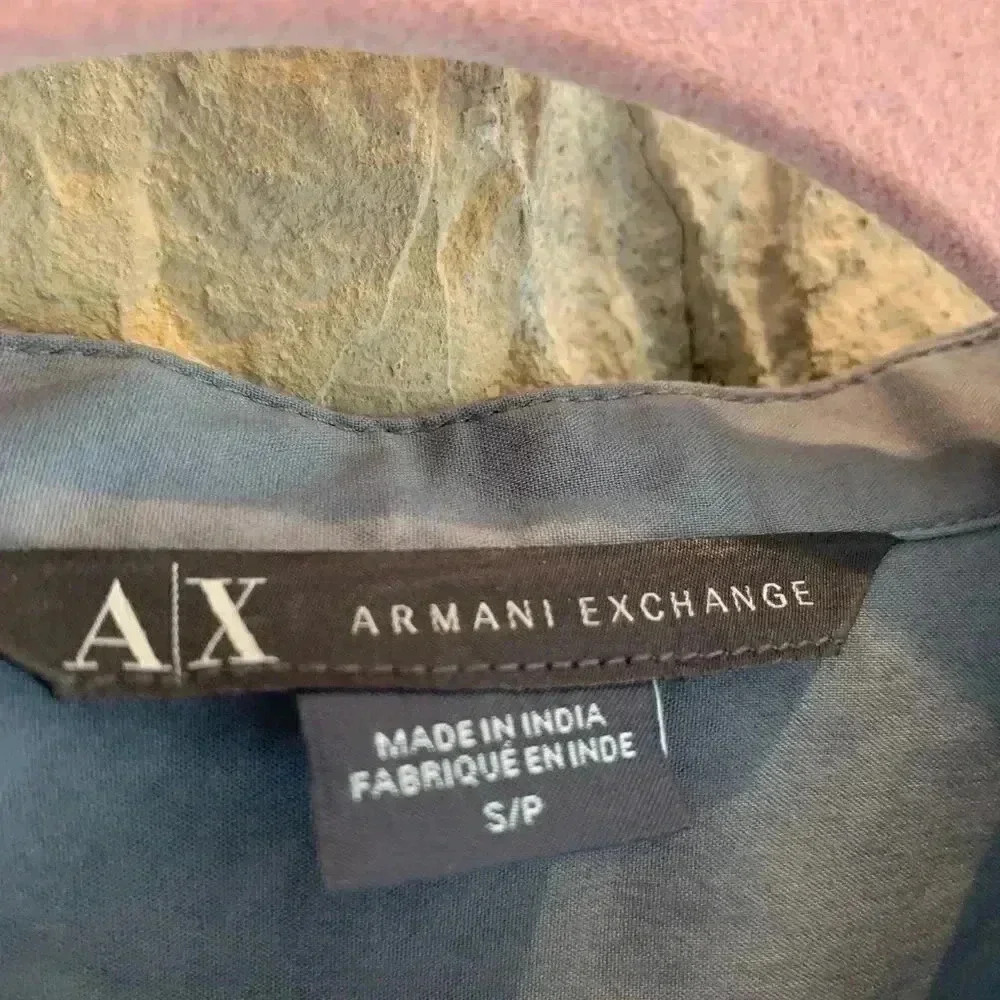 A|X ARMANI EXCHANGE
MADE IN INDIA
FABRIQUÉ EN INDE
S/P